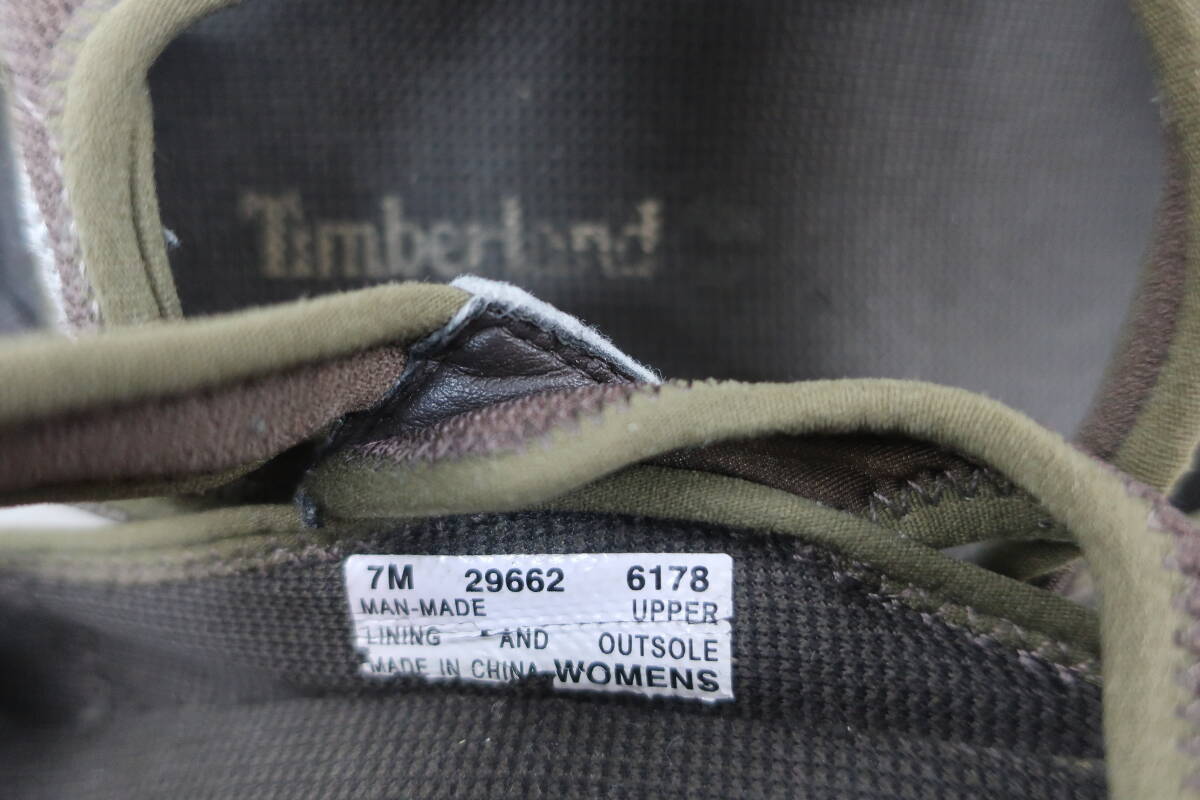 Timberland
7M 29662 6178
MAN-MADE UPPER
LINING AND OUTSOLE
MADE IN CHINA WOMENS